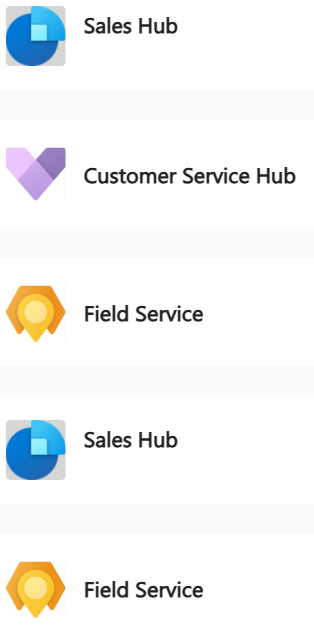 Sales Hub
Customer Service Hub
Field Service
Sales Hub
Field Service